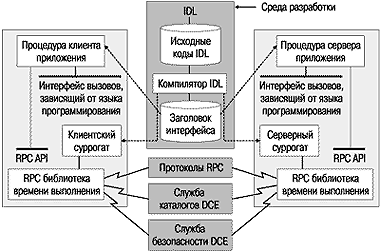 IDL
Среда разработки
Процедура клиента
приложения
Исходные
коды IDL
Процедура сервера
приложения
Интерфейс вызовов,
зависящий от языка
программирования
Компилятор IDL
Интерфейс вызовов,
зависящий от языка
программирования
Заголовок
интерфейса
Клиентский
суррогат
Серверный
суррогат
RPC API
RPC API
Протоколы RPC
RPC библиотека
времени выполнения
Служба
каталогов DCE
RPC библиотека
времени выполнения
Служба
безопасности DCE